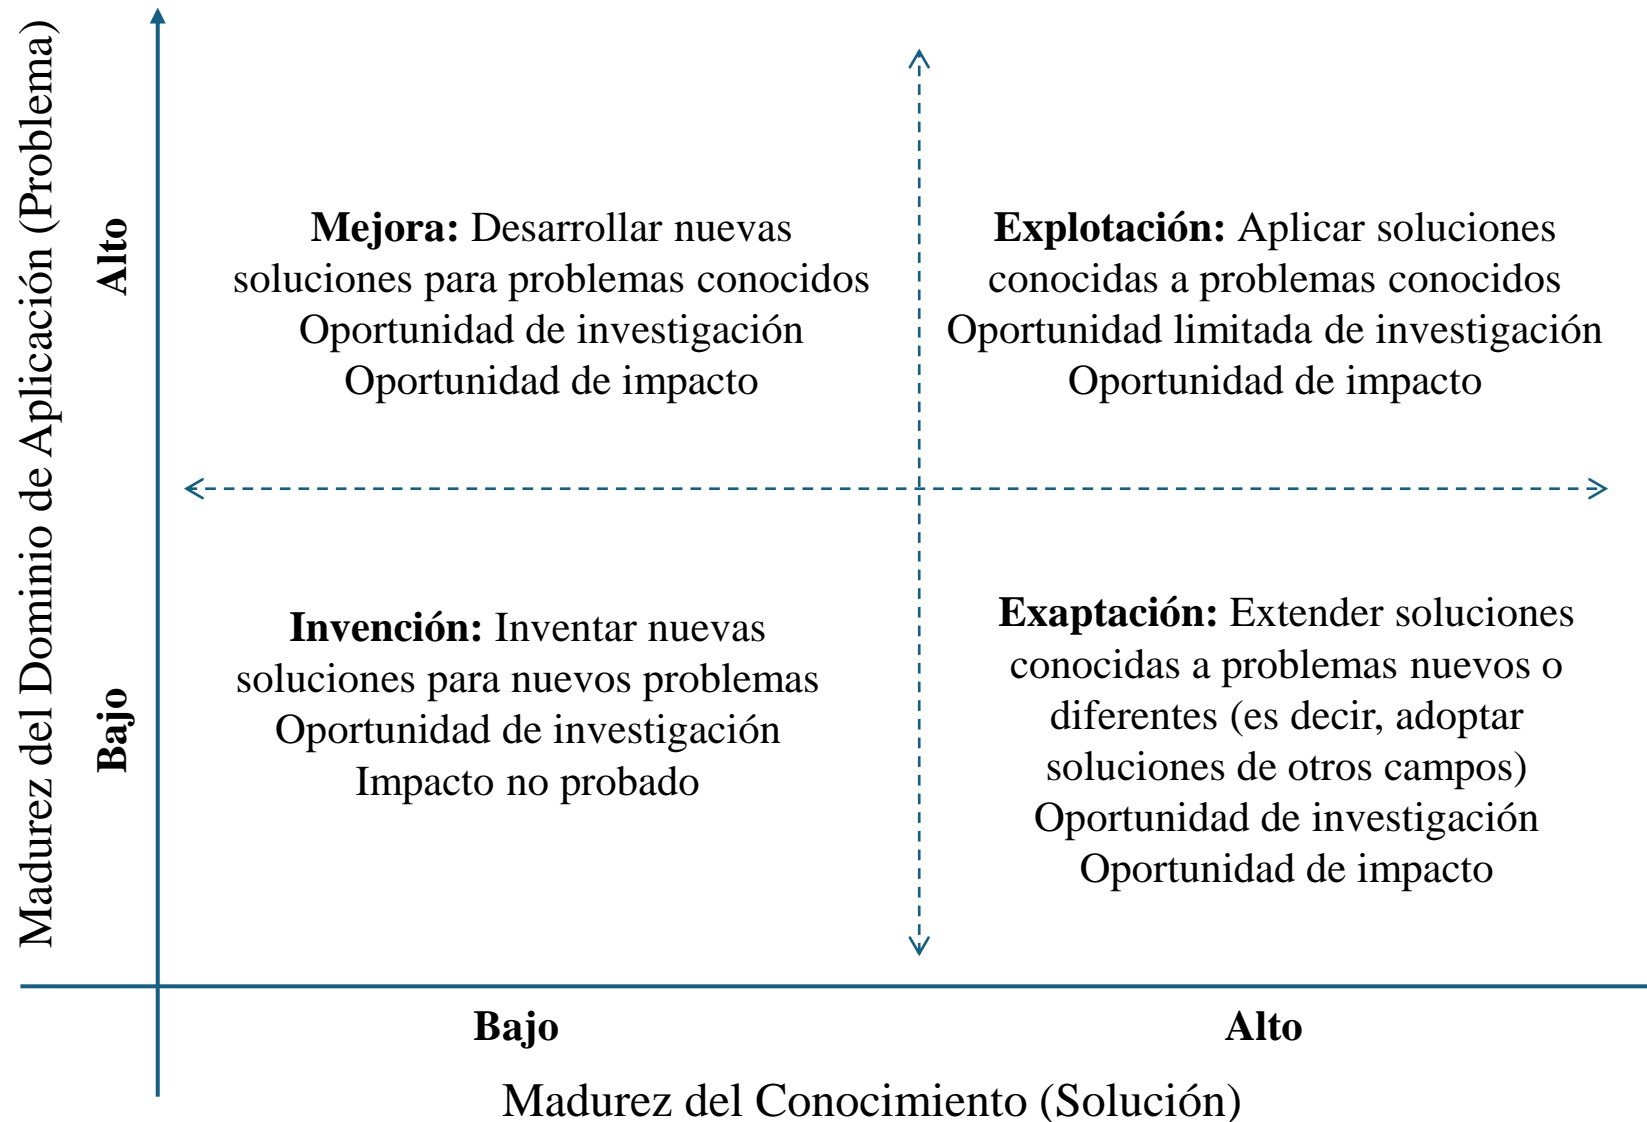 Madurez del Dominio de Aplicación (Problema)
Alto
Mejora: Desarrollar nuevas
soluciones para problemas conocidos
Oportunidad de investigación
Oportunidad de impacto
Explotación: Aplicar soluciones
conocidas a problemas conocidos
Oportunidad limitada de investigación
Oportunidad de impacto
Bajo
Invención: Inventar nuevas
soluciones para nuevos problemas
Oportunidad de investigación
Impacto no probado
Exaptación: Extender soluciones
conocidas a problemas nuevos o
diferentes (es decir, adoptar
soluciones de otros campos)
Oportunidad de investigación
Oportunidad de impacto
Bajo
Alto
Madurez del Conocimiento (Solución)